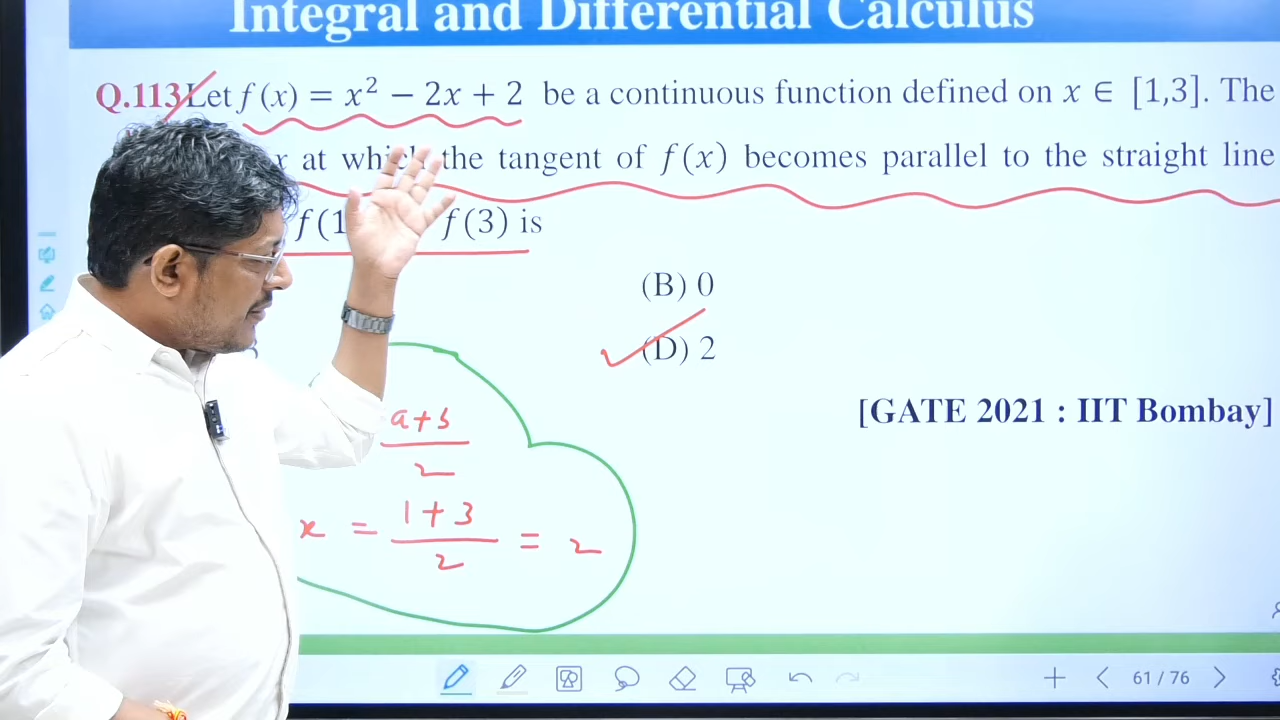 Integral and Differential Calculus
Q.113 Let f(x) = x² − 2x + 2 be a continuous function defined on x ∈ [1,3]. The
x at which the tangent of f(x) becomes parallel to the straight line
f(1 f(3) is
(B) 0
(D) 2
[GATE 2021 : IIT Bombay]
a+b
2
x = 1+3 = 2
2
61 / 76